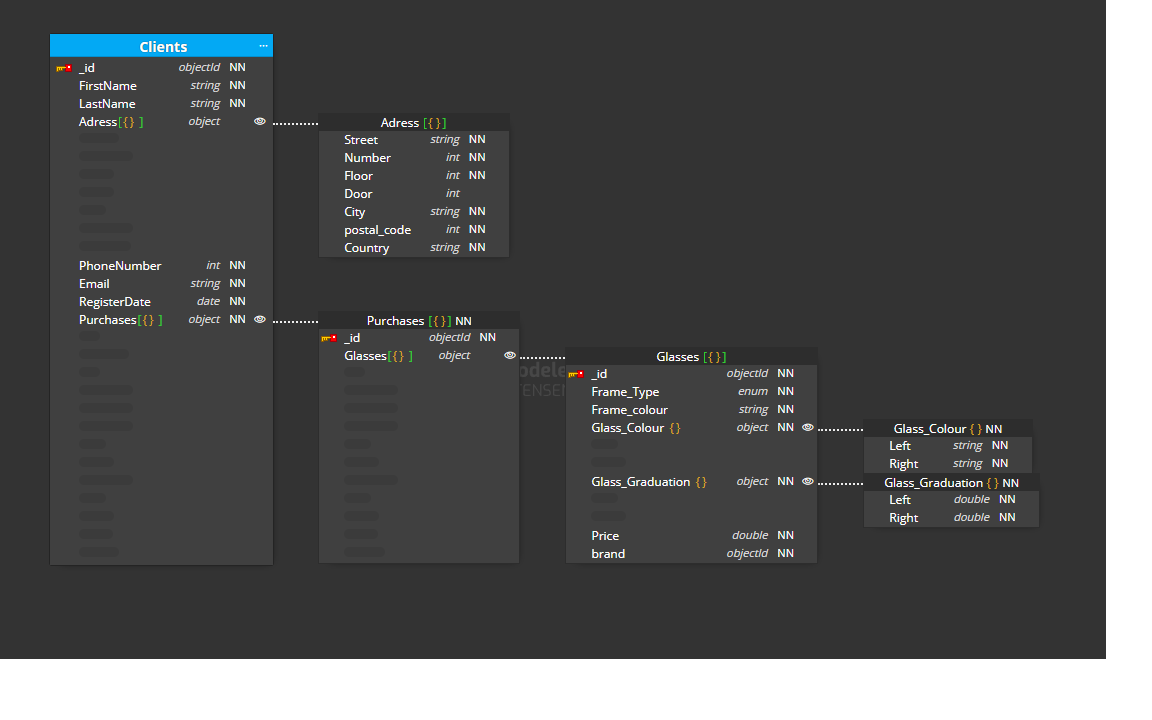 Clients ...
_id objectId NN
FirstName string NN
LastName string NN
Adress[{} ] object
PhoneNumber int NN
Email string NN
RegisterDate date NN
Purchases[{} ] object NN
Adress [{}]
Street string NN
Number int NN
Floor int NN
Door int
City string NN
postal_code int NN
Country string NN
Purchases [{}] NN
_id objectId NN
Glasses[{} ] object
Glasses [{}]
_id objectId NN
Frame_Type enum NN
Frame_colour string NN
Glass_Colour {} object NN
Glass_Graduation {} object NN
Price double NN
brand objectId NN
Glass_Colour {} NN
Left string NN
Right string NN
Glass_Graduation {} NN
Left double NN
Right double NN